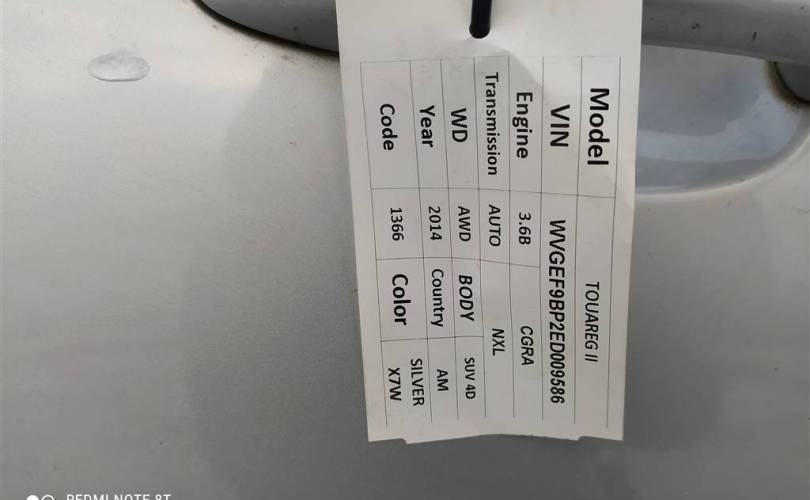 Model TOUAREG II
VIN WVGEF9BP2ED009586
Engine 3.6B CGRA
Transmission AUTO NXL
WD AWD BODY SUV 4D
Year 2014 Country AM
Code 1366 Color SILVER X7W
REDMI NOTE 8T